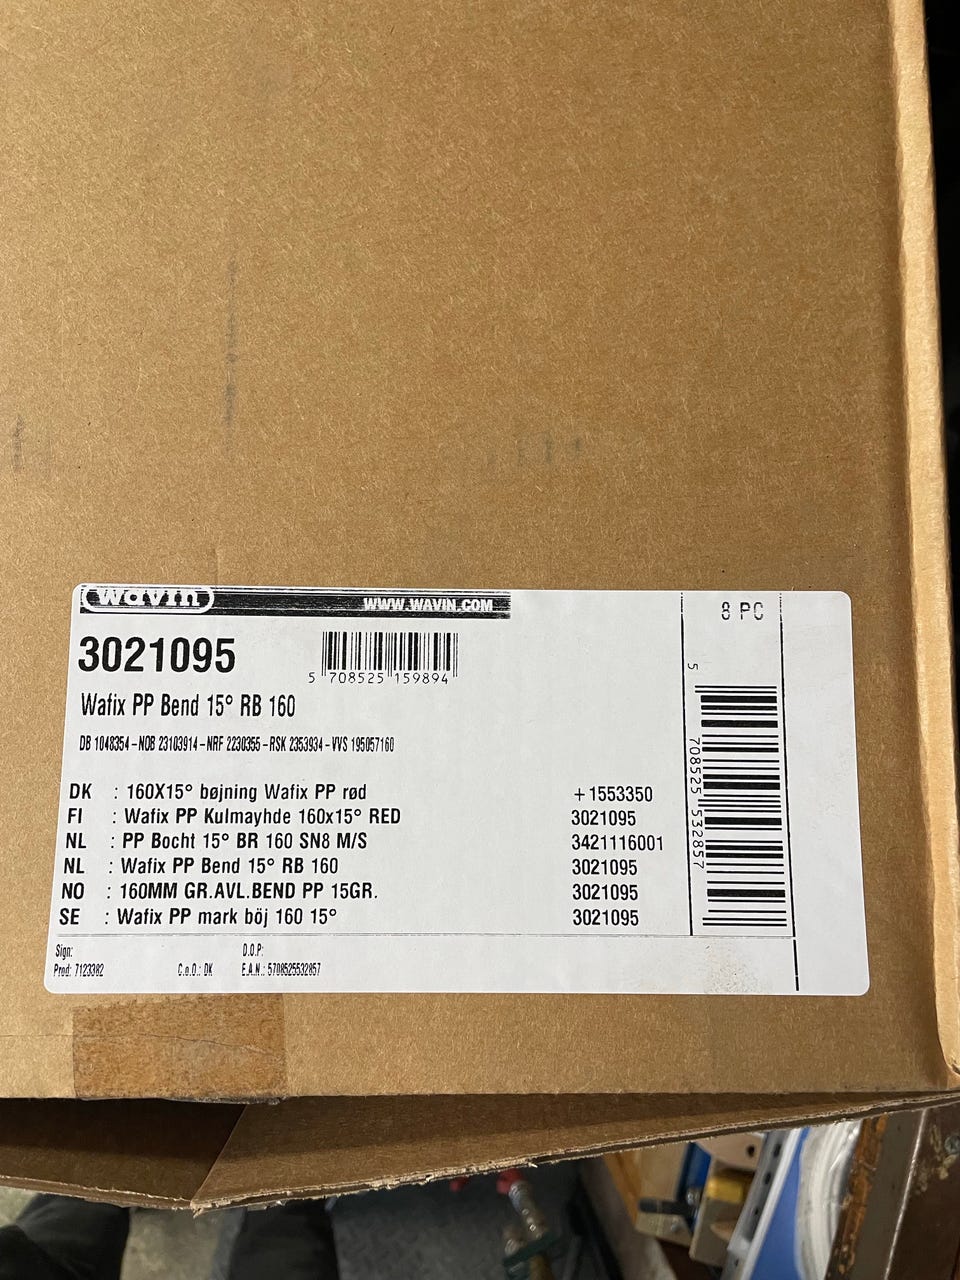 wavin
WWW.WAVIN.COM
8 PC
3021095
5 708525 159894
Wafix PP Bend 15° RB 160
DB 1048354-NOB 23103914-NRF 2230355-RSK 2353934-VVS 195057160
DK : 160X15° bøjning Wafix PP rød +1553350
FI : Wafix PP Kulmayhde 160x15° RED 3021095
NL : PP Bocht 15° BR 160 SN8 M/S 3421116001
NL : Wafix PP Bend 15° RB 160 3021095
NO : 160MM GR.AVL.BEND PP 15GR. 3021095
SE : Wafix PP mark böj 160 15° 3021095
5 708525 532857
Sign: D.O.P:
Prod: 7123382 C.o.O.: DK E.A.N.: 5708525532857